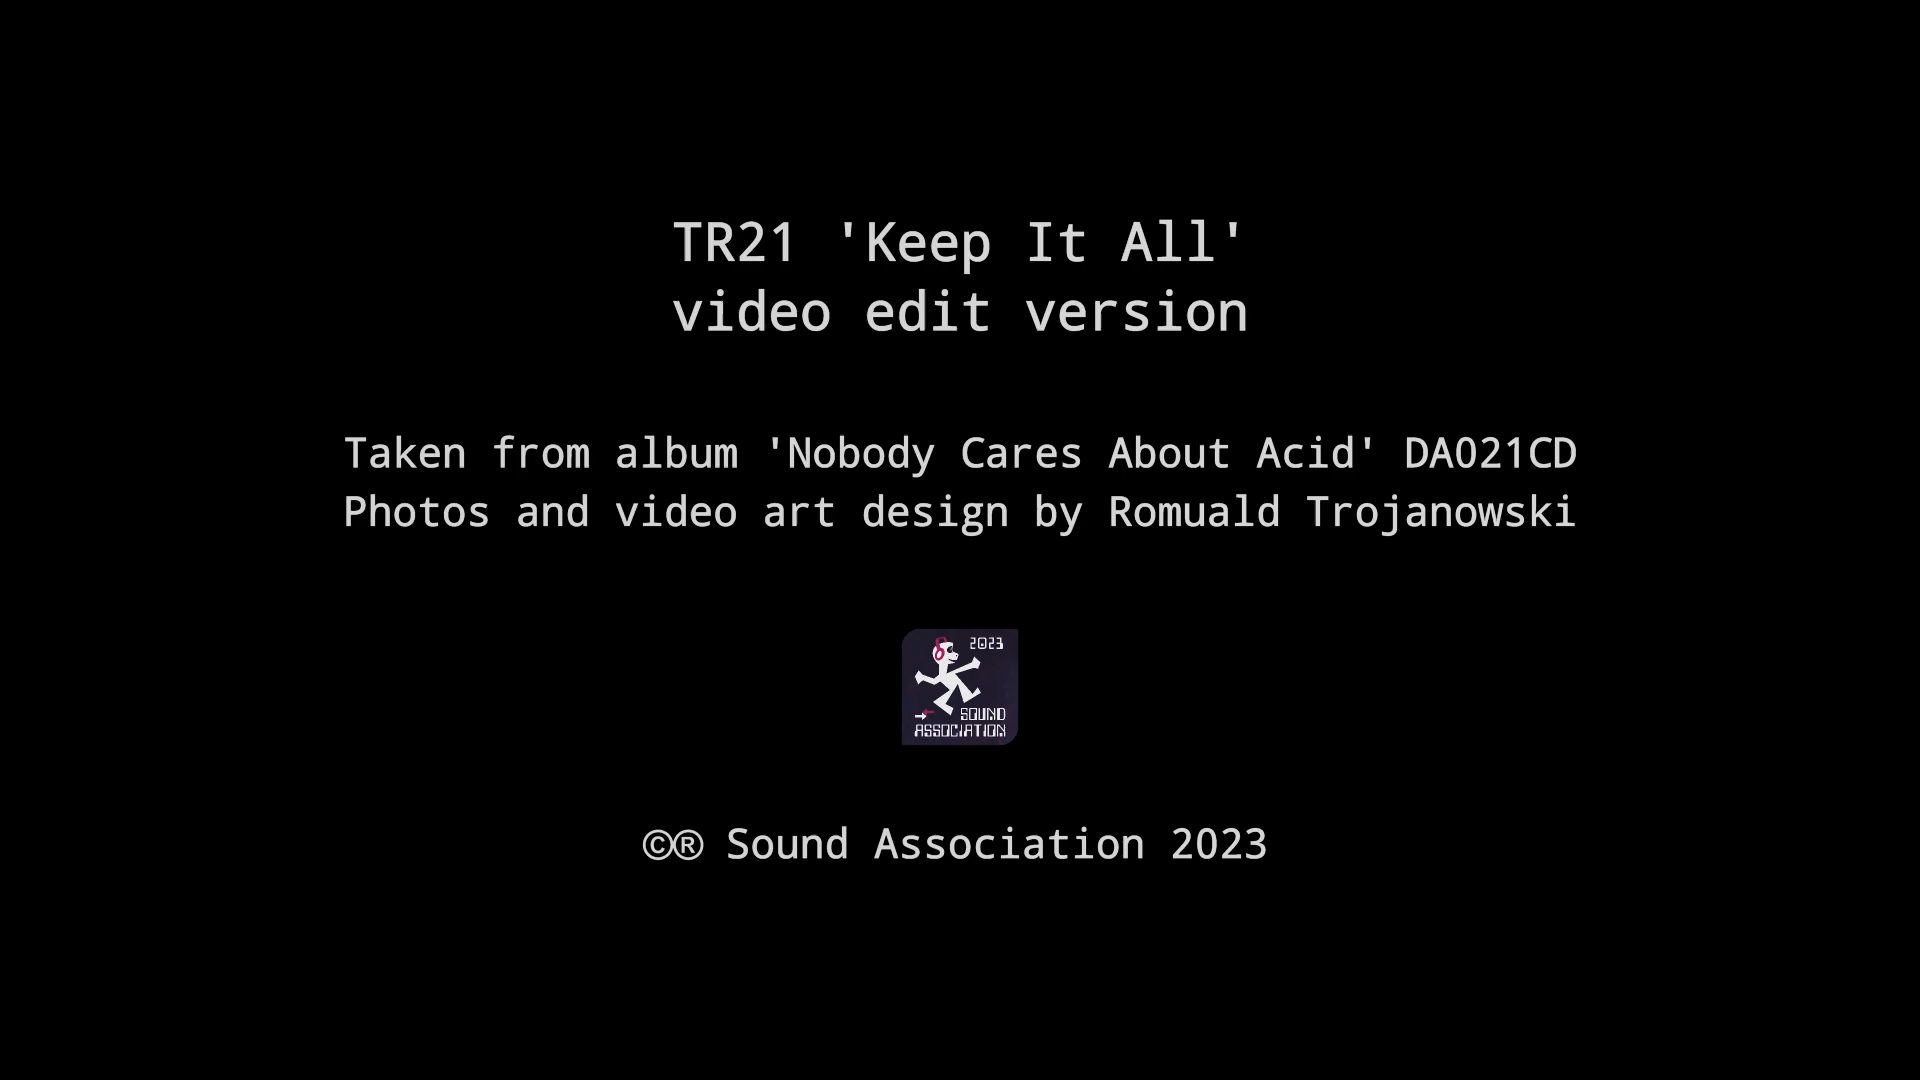 TR21 'Keep It All'
video edit version
Taken from album 'Nobody Cares About Acid' DA021CD
Photos and video art design by Romuald Trojanowski
2023
SOUND
ASSOCIATION
©® Sound Association 2023